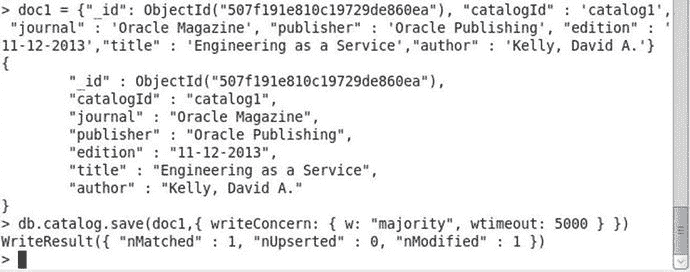 > doc1 = {"_id": ObjectId("507f191e810c19729de860ea"), "catalogId" : 'catalog1',
"journal" : 'Oracle Magazine', "publisher" : 'Oracle Publishing', "edition" : '
11-12-2013',"title" : 'Engineering as a Service',"author" : 'Kelly, David A.'}
{
"_id" : ObjectId("507f191e810c19729de860ea"),
"catalogId" : "catalog1",
"journal" : "Oracle Magazine",
"publisher" : "Oracle Publishing",
"edition" : "11-12-2013",
"title" : "Engineering as a Service",
"author" : "Kelly, David A."
}
> db.catalog.save(doc1,{ writeConcern: { w: "majority", wtimeout: 5000 } })
WriteResult({ "nMatched" : 1, "nUpserted" : 0, "nModified" : 1 })
>